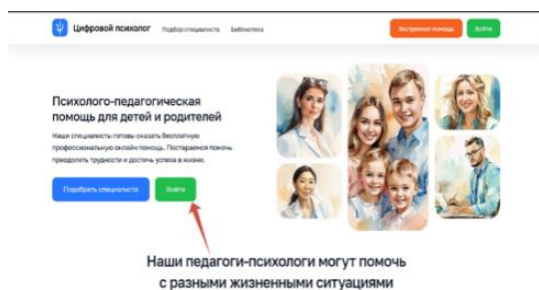 Цифровой психолог
Подбор специалиста
Библиотека
Экстренная помощь
Войти
Психолого-педагогическая
помощь для детей и родителей
Наши специалисты готовы оказать бесплатную
профессиональную онлайн помощь. Постараемся помочь
преодолеть трудности и достичь успеха в жизни.
Подобрать специалиста
Войти
Наши педагоги-психологи могут помочь
с разными жизненными ситуациями